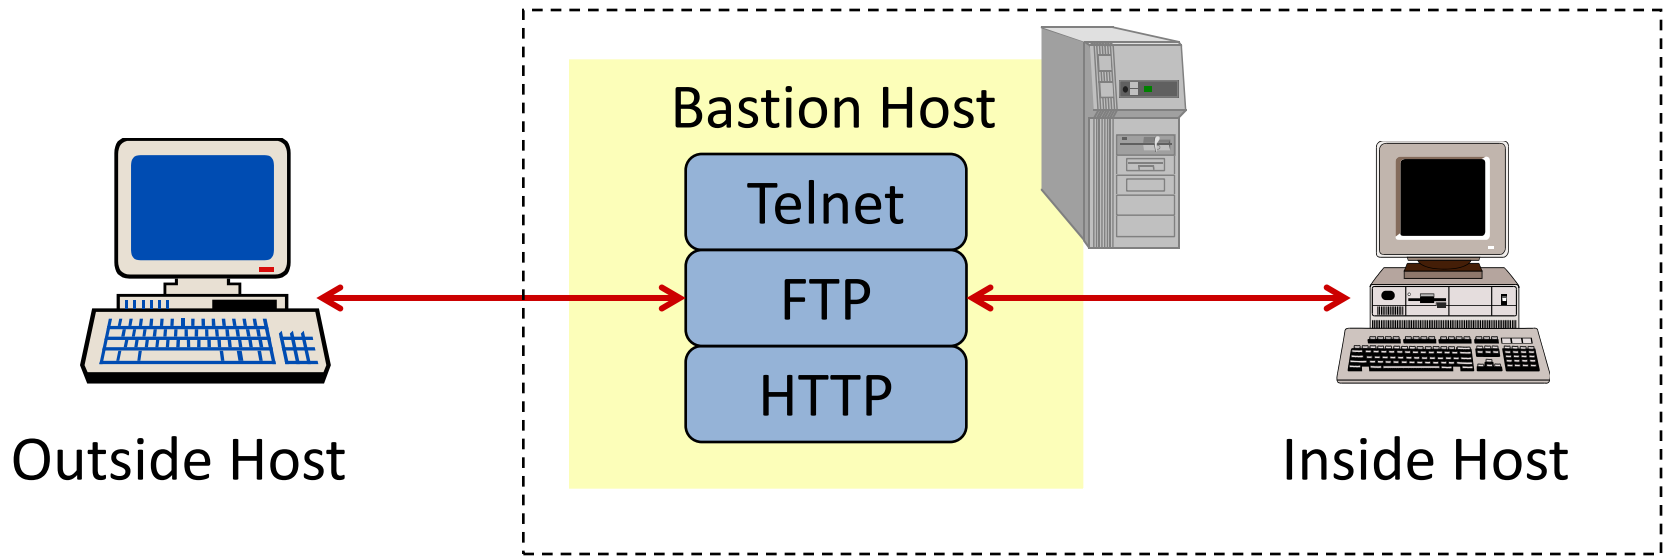 Bastion Host
Telnet
FTP
HTTP
Outside Host
Inside Host